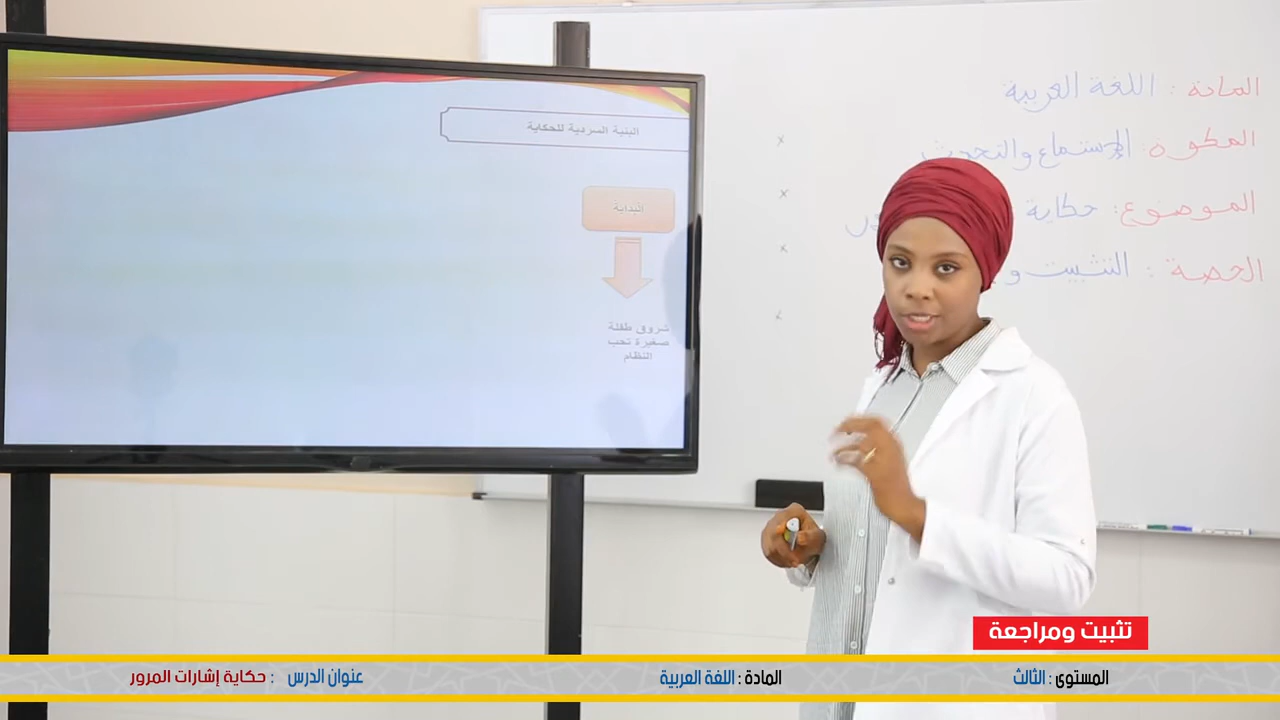 المادة : اللغة العربية
المكون : الإستماع والتحدث
الموضوع : حكاية
الحصة : التثبيت و
البنية السردية للحكاية
البداية
شروق طفلة
صغيرة تحب
النظام
تثبيت ومراجعة
المستوى : الثالث
المادة : اللغة العربية
عنوان الدرس : حكاية إشارات المرور